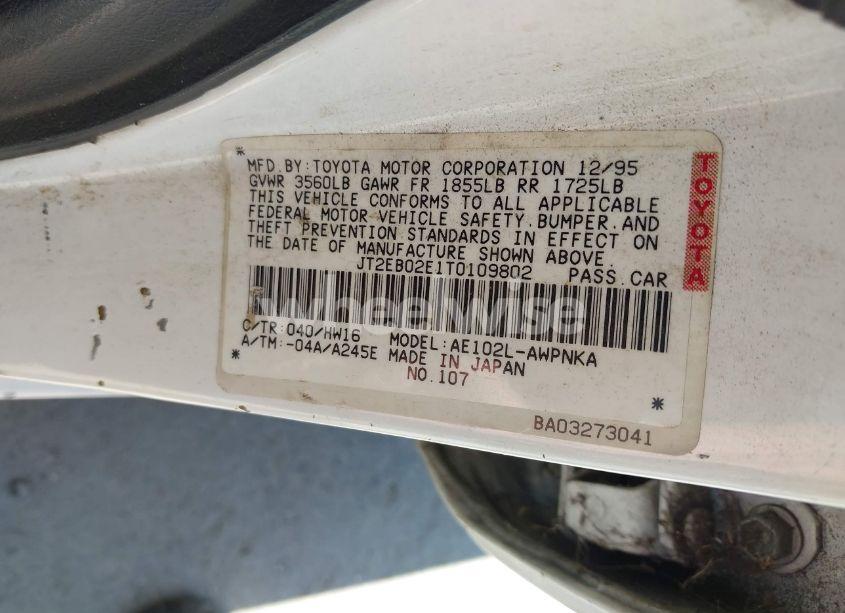 MFD.BY:TOYOTA MOTOR CORPORATION 12/95
GVWR 3560LB GAWR FR 1855LB RR 1725LB
THIS VEHICLE CONFORMS TO ALL APPLICABLE
FEDERAL MOTOR VEHICLE SAFETY.BUMPER.AND
THEFT PREVENTION STANDARDS IN EFFECT ON
THE DATE OF MANUFACTURE SHOWN ABOVE.
JT2EB02E1T0109802 PASS.CAR
TOYOTA
wheelwise
C/TR:040/HW16 MODEL:AE102L-AWPNKA
A/TM:-04A/A245E MADE IN JAPAN
NO.107
BA03273041